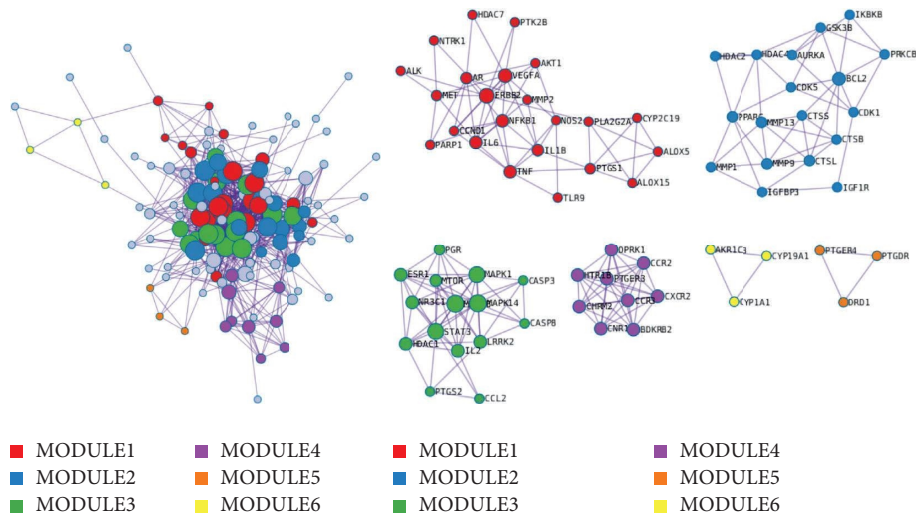 HDAC7
PTK2B
NTRK1
ALK
AR
VEGFA
AKT1
MET
ERBB2
MMP2
CCND1
NFKB1
NOS2
PLA2G2A
CYP2C19
PARP1
IL6
IL1B
ALOX5
TNF
PTGS1
ALOX15
TLR9
IKBKB
GSK3B
HDAC2
HDAC4
AURKA
PRKCB
BCL2
CDK5
PPARG
MMP13
CTSS
CDK1
CTSB
MMP1
MMP9
CTSL
IGFBP3
IGF1R
PGR
ESR1
MTOR
MAPK1
CASP3
NR3C1
MAPK14
STAT3
CASP8
HDAC1
IL2
LRRK2
PTGS2
CCL2
OPRK1
CCR2
HTR1B
PTGER3
CHRM2
CCR3
CXCR2
CNR1
BDKRB2
AKR1C3
CYP19A1
CYP1A1
PTGER4
PTGDR
DRD1
MODULE1 MODULE4 MODULE1 MODULE4
MODULE2 MODULE5 MODULE2 MODULE5
MODULE3 MODULE6 MODULE3 MODULE6